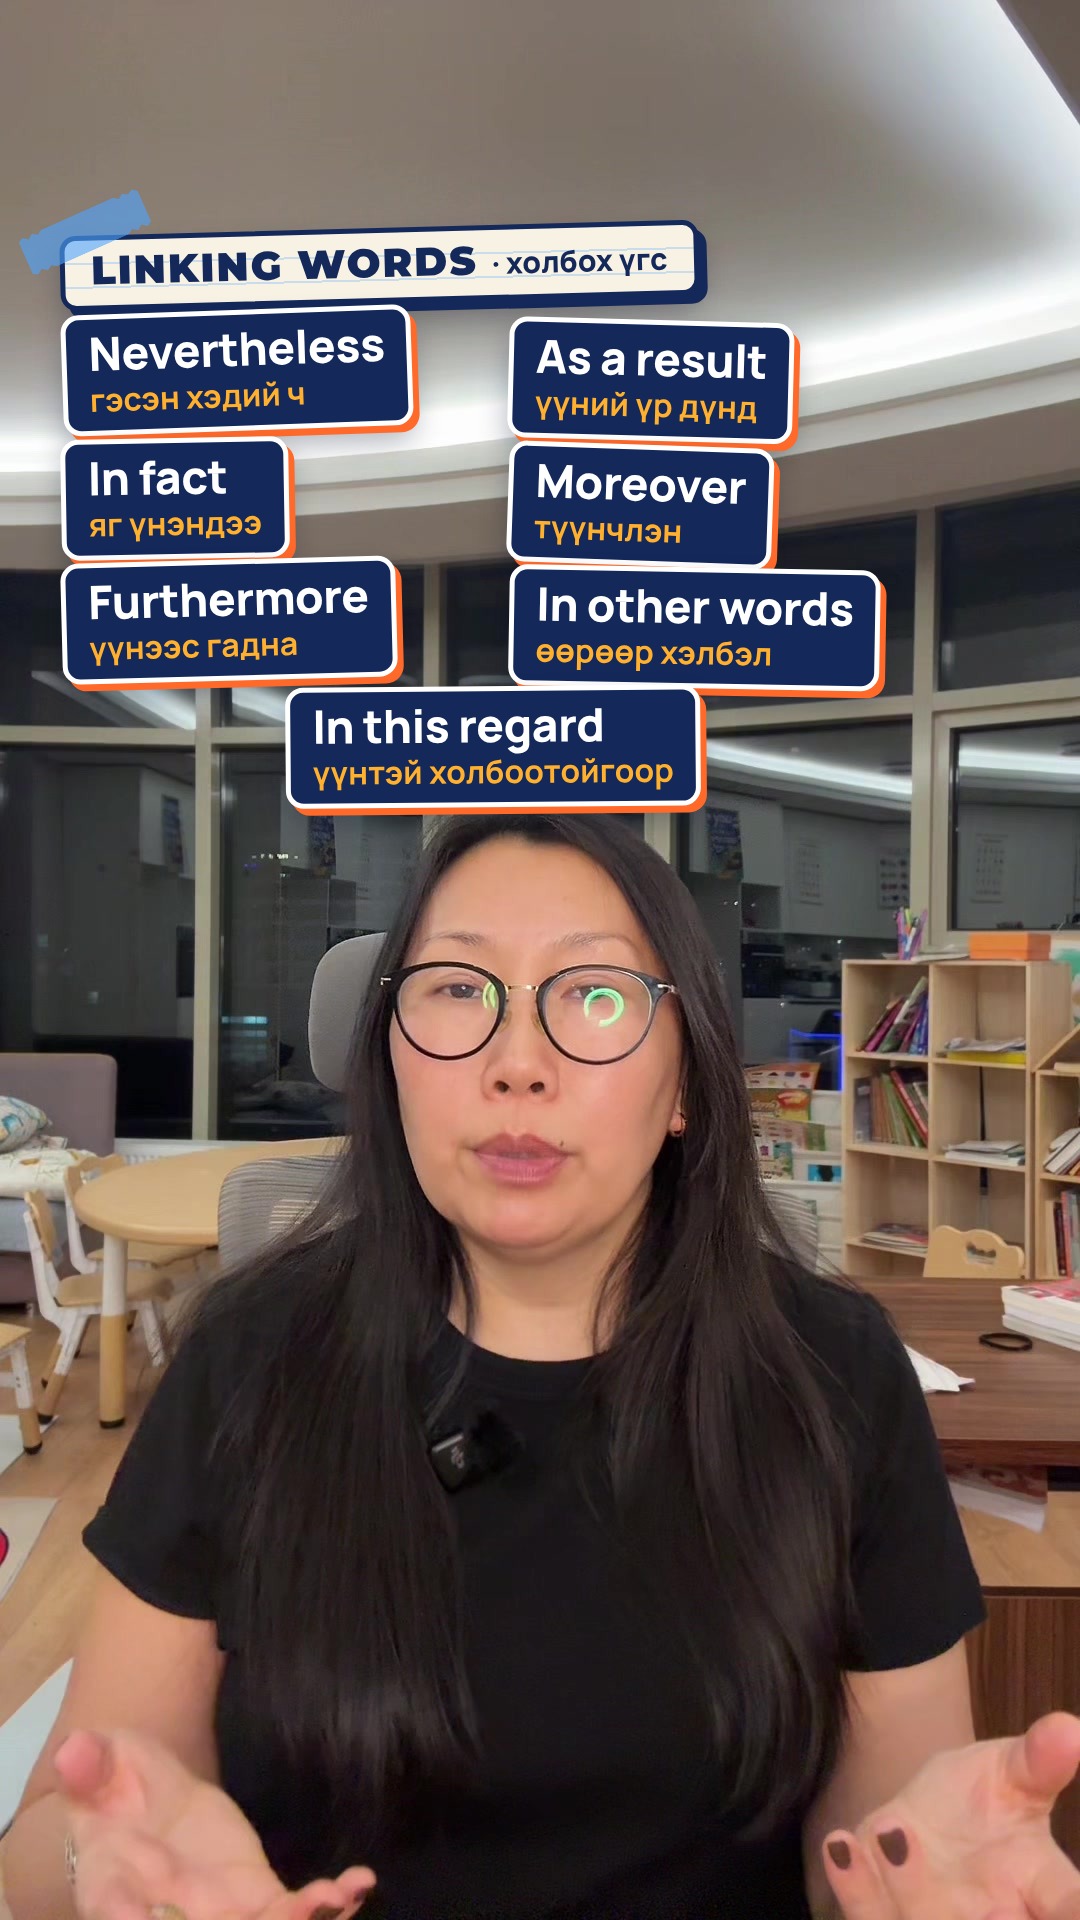 LINKING WORDS · холбох үгс
Nevertheless
гэсэн хэдий ч
As a result
үүний үр дүнд
In fact
яг үнэндээ
Moreover
түүнчлэн
Furthermore
үүнээс гадна
In other words
өөрөөр хэлбэл
In this regard
үүнтэй холбоотойгоор